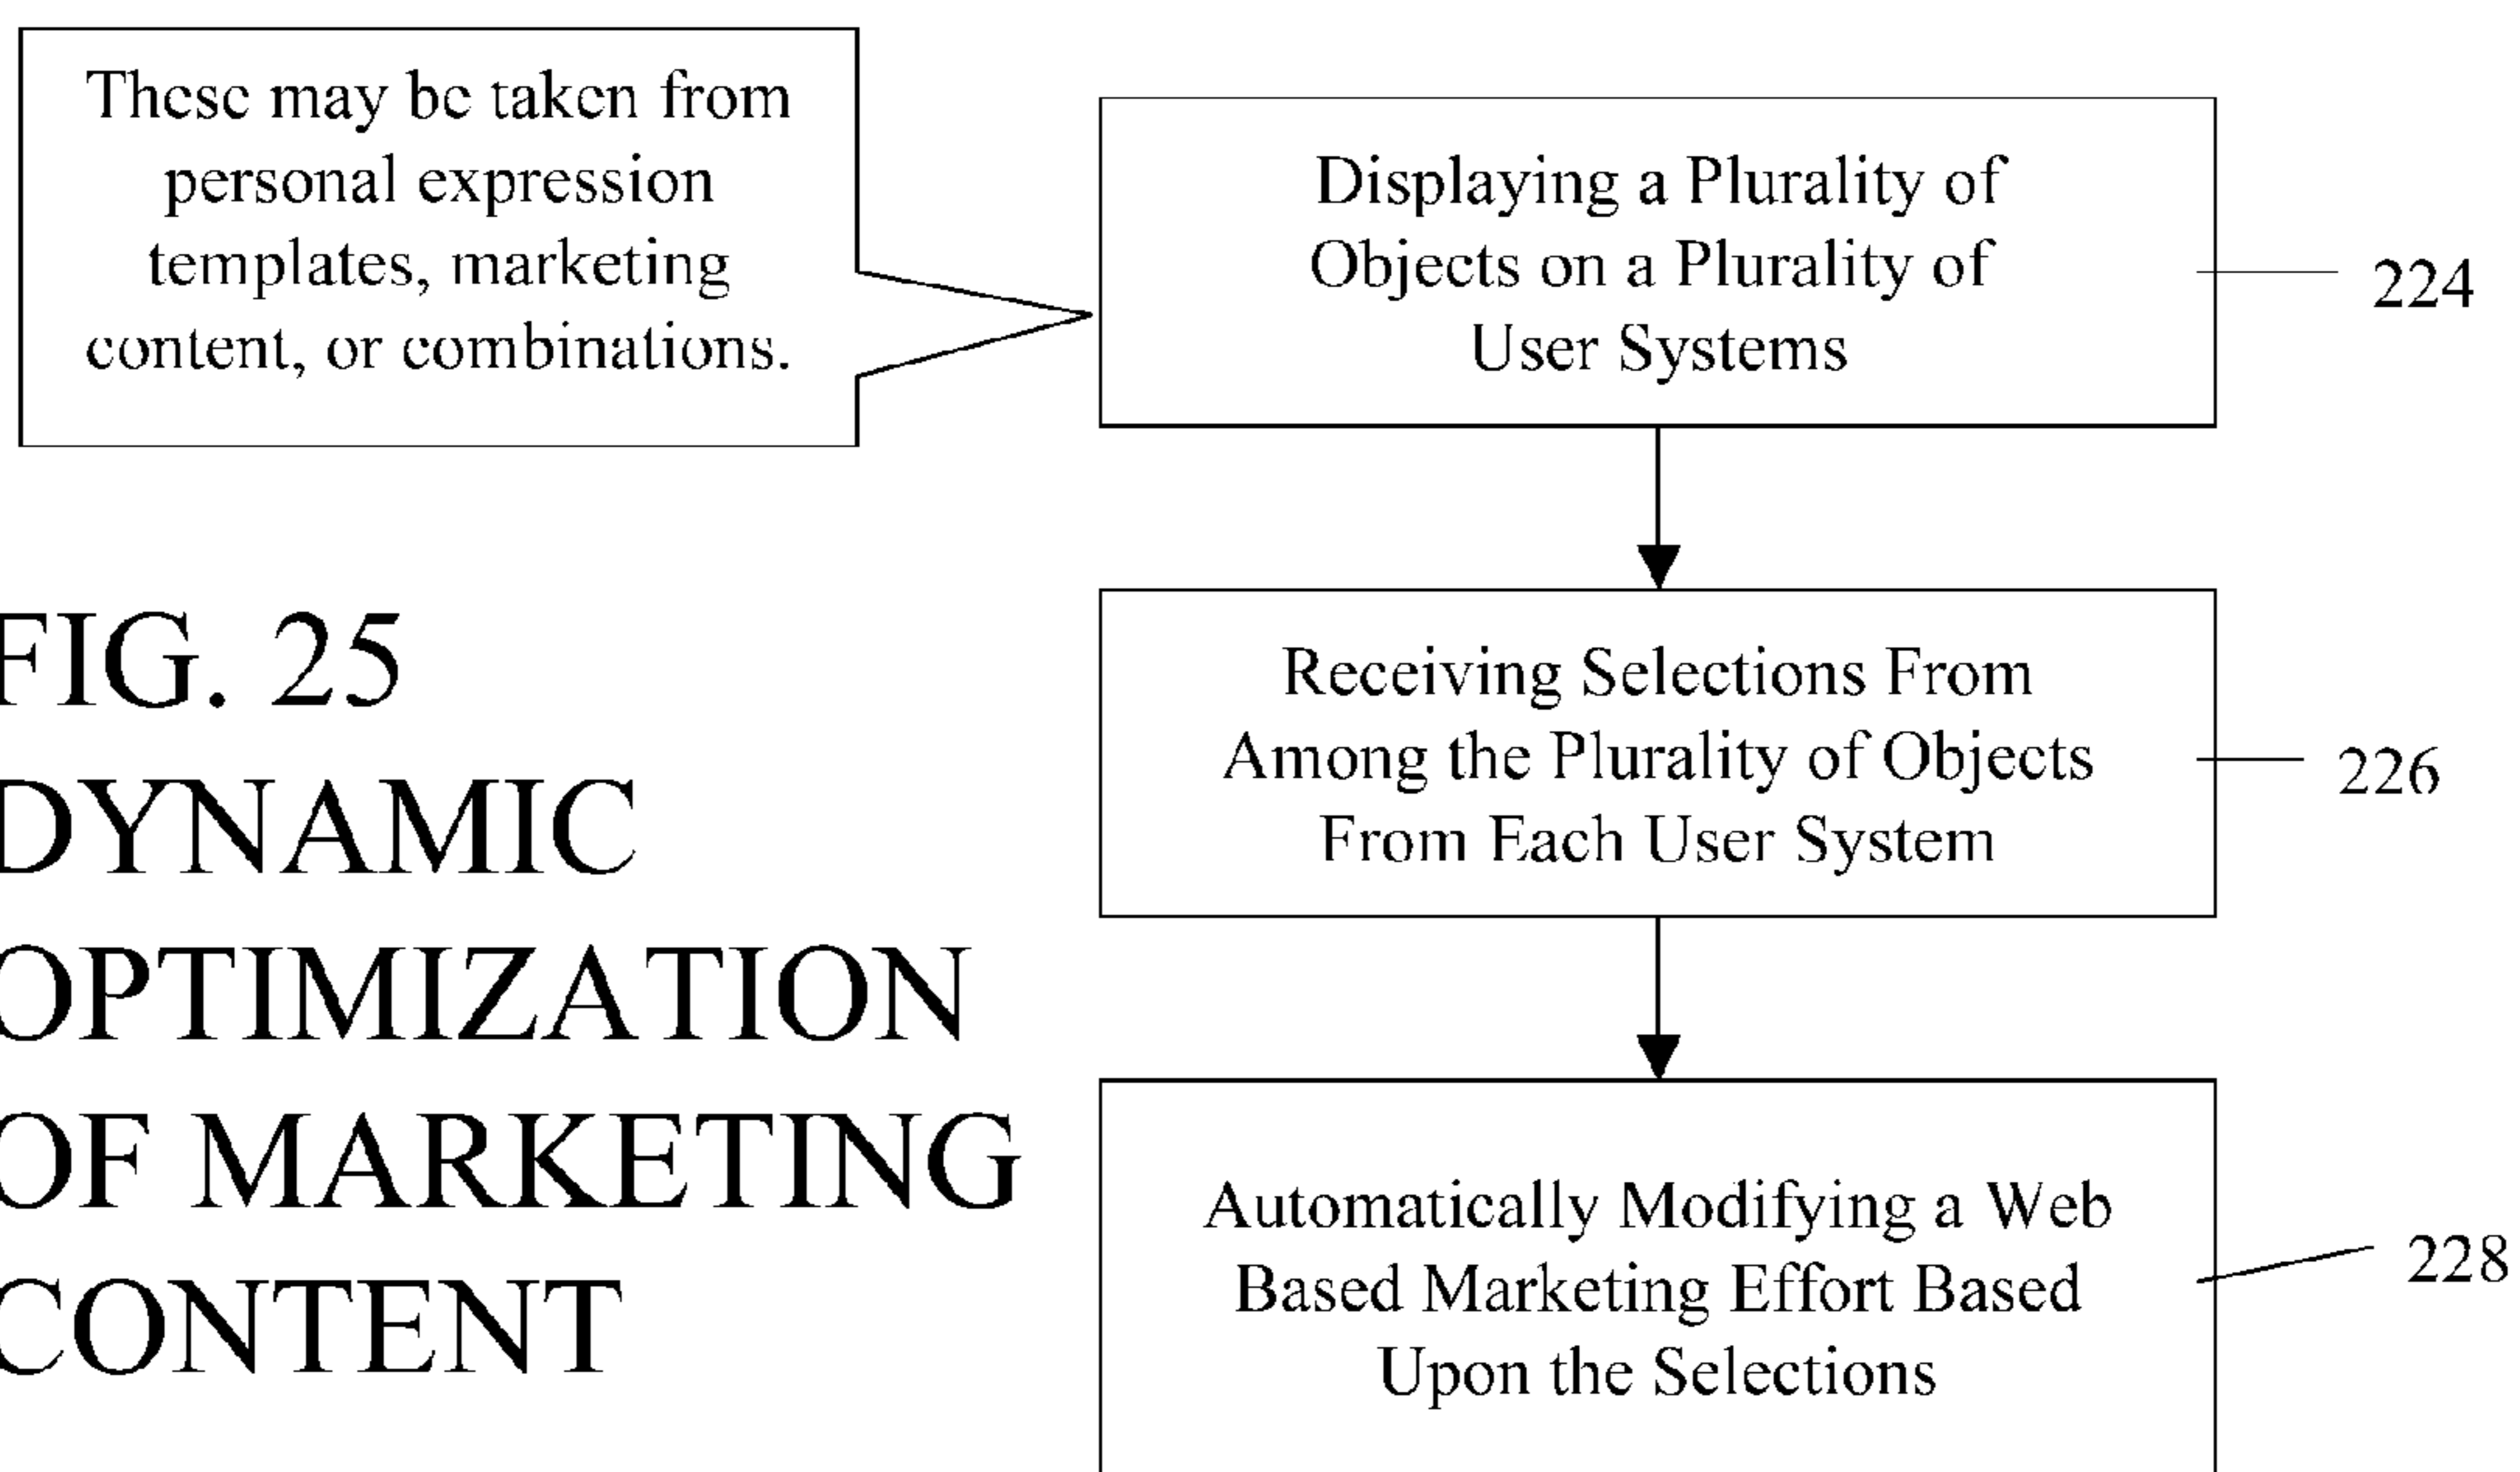 These may be taken from
personal expression
templates, marketing
content, or combinations.
Displaying a Plurality of
Objects on a Plurality of
User Systems
224
Receiving Selections From
Among the Plurality of Objects
From Each User System
226
Automatically Modifying a Web
Based Marketing Effort Based
Upon the Selections
228
FIG. 25
DYNAMIC
OPTIMIZATION
OF MARKETING
CONTENT